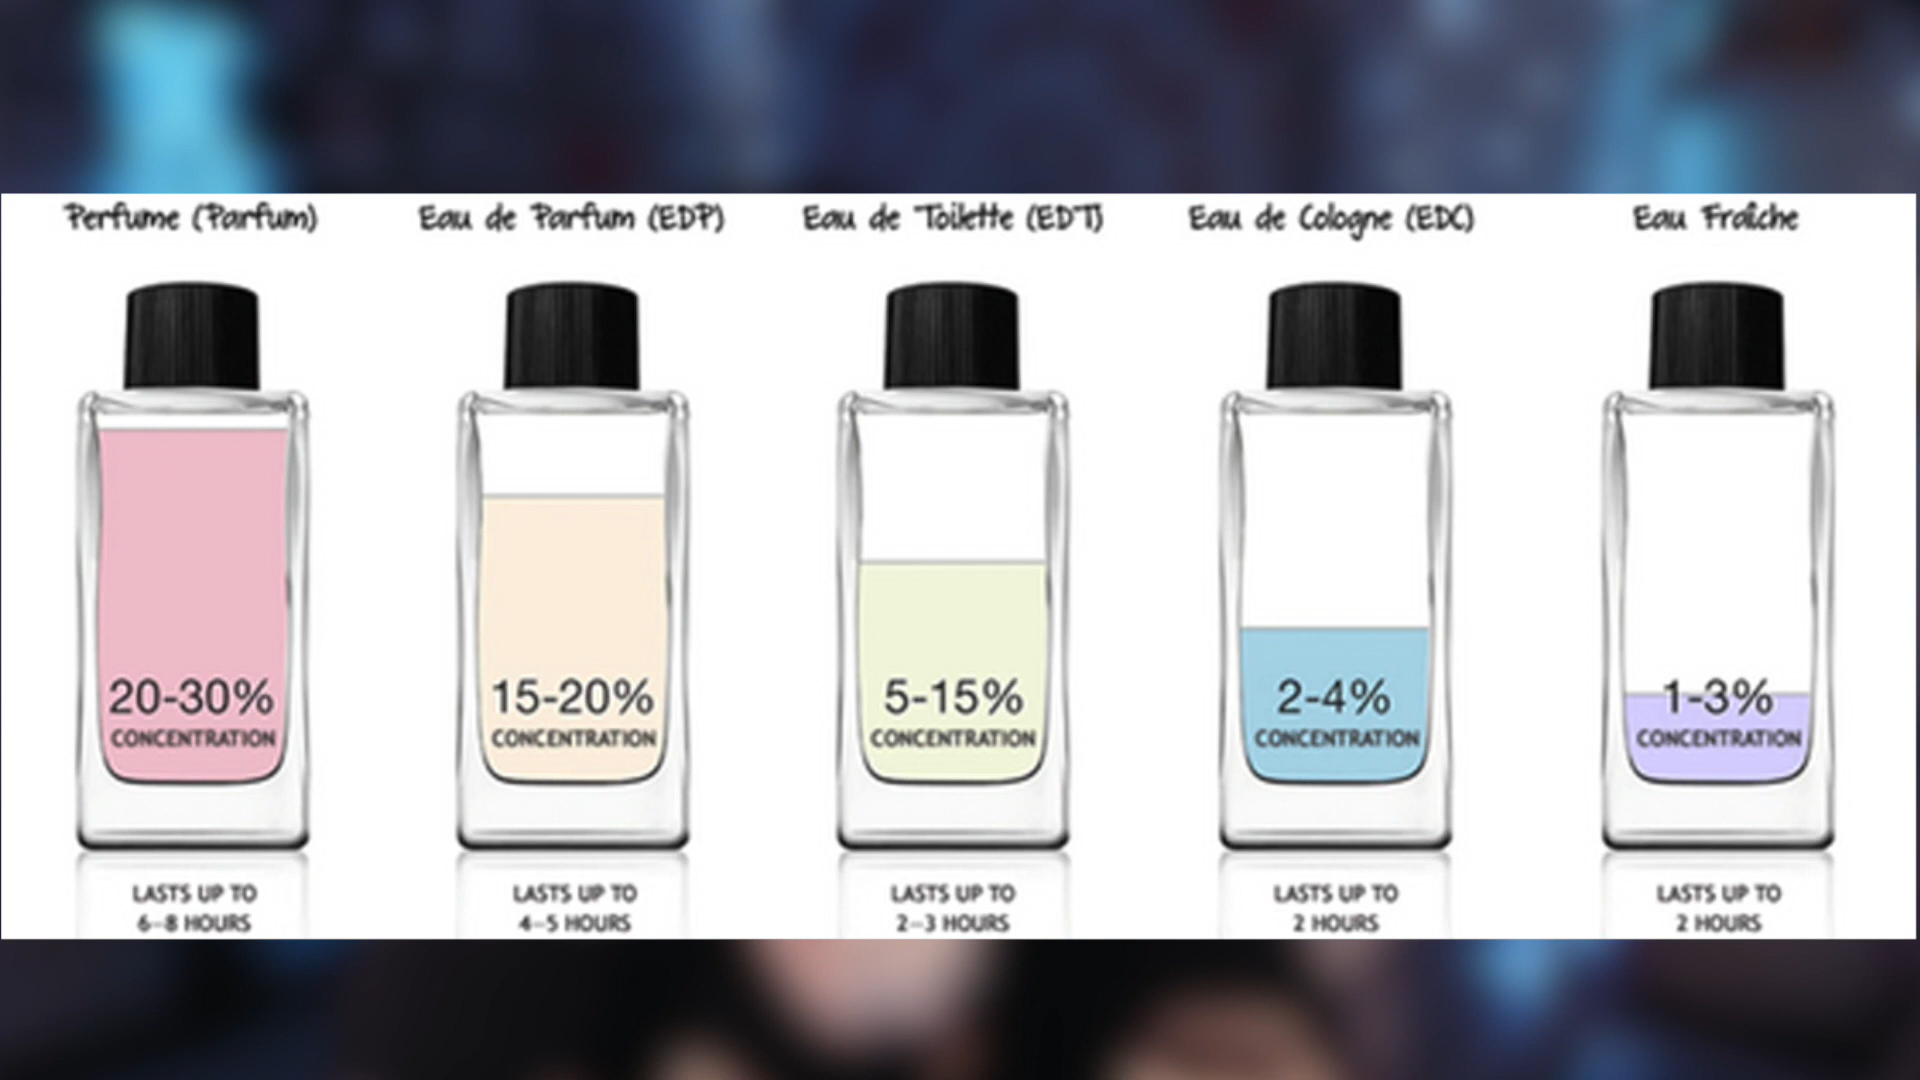 Perfume (Parfum)
Eau de Parfum (EDP)
Eau de Toilette (EDT)
Eau de Cologne (EDC)
Eau Fraîche
20-30%
CONCENTRATION
15-20%
CONCENTRATION
5-15%
CONCENTRATION
2-4%
CONCENTRATION
1-3%
CONCENTRATION
LASTS UP TO
6-8 HOURS
LASTS UP TO
4-5 HOURS
LASTS UP TO
2-3 HOURS
LASTS UP TO
2 HOURS
LASTS UP TO
2 HOURS